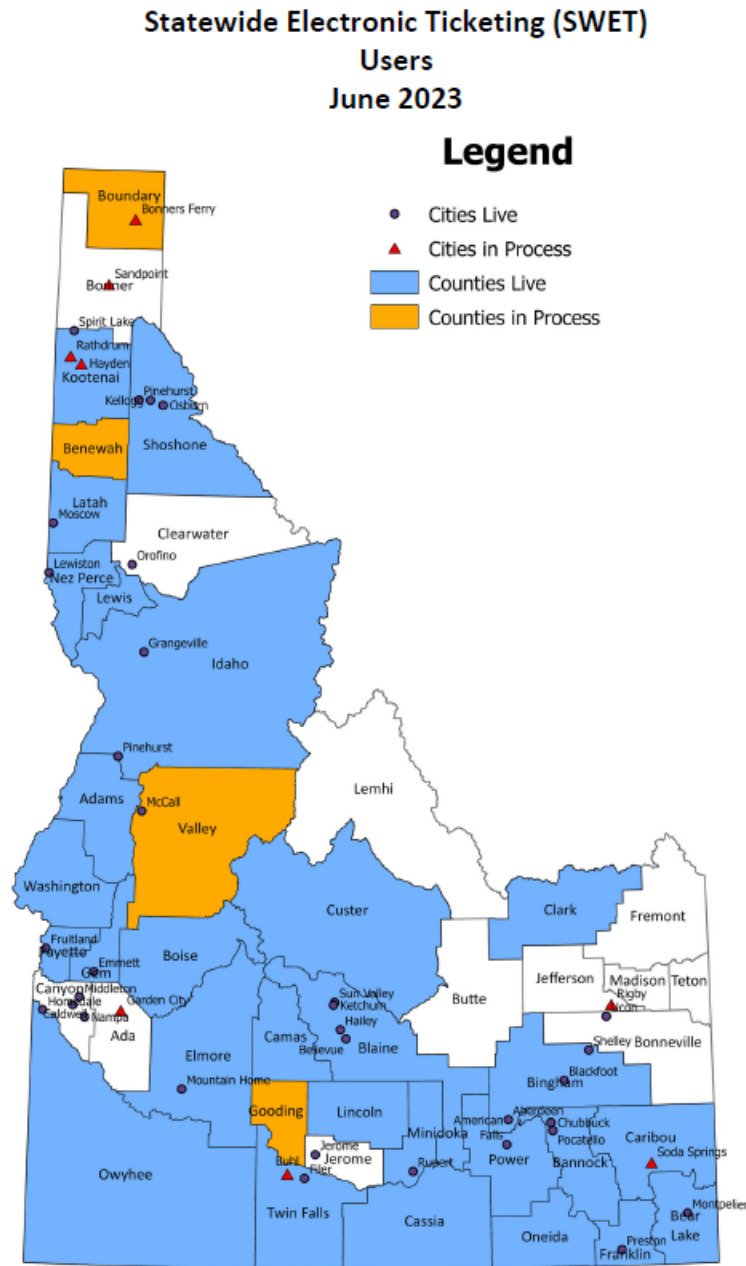 Statewide Electronic Ticketing (SWET)
Users
June 2023
Legend
Cities Live
Cities in Process
Counties Live
Counties in Process
Boundary
Bonners Ferry
Sandpoint
Bonner
Spirit Lake
Rathdrum
Hayden
Kootenai
Pinehurst
Kellogg
Osburn
Shoshone
Benewah
Latah
Moscow
Clearwater
Orofino
Lewiston
Nez Perce
Lewis
Grangeville
Idaho
Pinehurst
Lemhi
Adams
McCall
Valley
Washington
Custer
Clark
Fremont
Fruitland
Payette
Emmett
Gem
Boise
Butte
Jefferson
Madison
Teton
Canyon
Middleton
Homedale
Caldwell
Nampa
Garden City
Ada
Sun Valley
Ketchum
Hailey
Bellevue
Blaine
Camas
Rigby
Bonneville
Shelley
Elmore
Mountain Home
Blackfoot
Bingham
Gooding
Lincoln
Minidoka
American
Falls
Aberdeen
Chubbuck
Pocatello
Caribou
Soda Springs
Power
Bannock
Jerome
Jerome
Buhl
Filer
Rupert
Owyhee
Twin Falls
Cassia
Oneida
Montpelier
Bear
Lake
Preston
Franklin